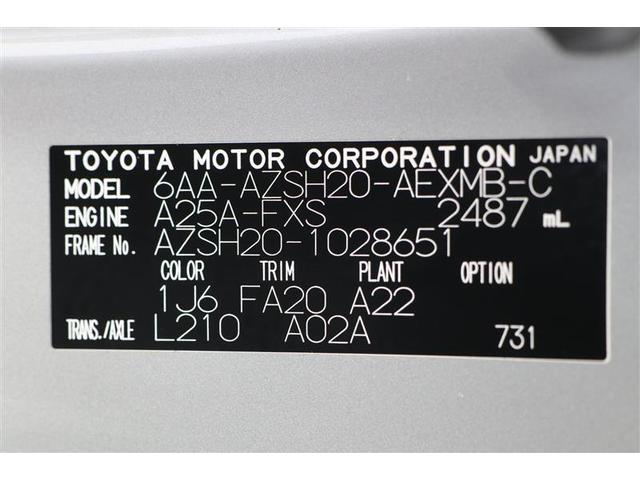 TOYOTA MOTOR CORPORATION JAPAN
MODEL 6AA-AZSH20-AEXMB-C
ENGINE A25A-FXS 2487 mL
FRAME No. AZSH20-1028651
COLOR TRIM PLANT OPTION
1J6 FA20 A22
TRANS./AXLE L210 A02A 731